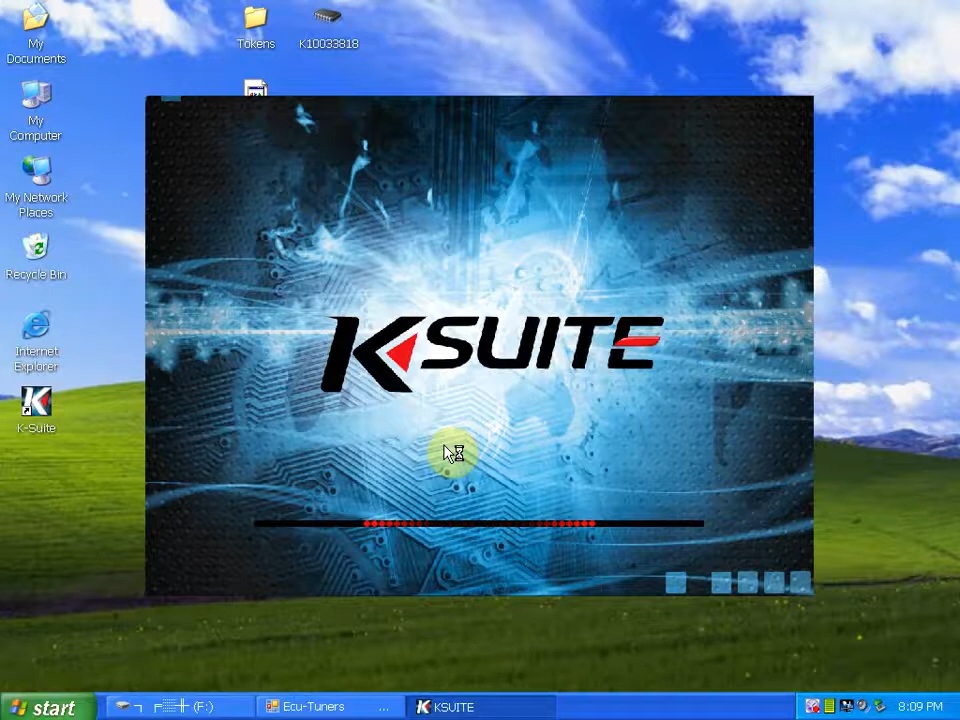 My
Documents
Tokens
K10033818
My
Computer
My Network
Places
Recycle Bin
Internet
Explorer
K-Suite
KSUITE
start
(F:)
Ecu-Tuners ...
KSUITE
8:09 PM